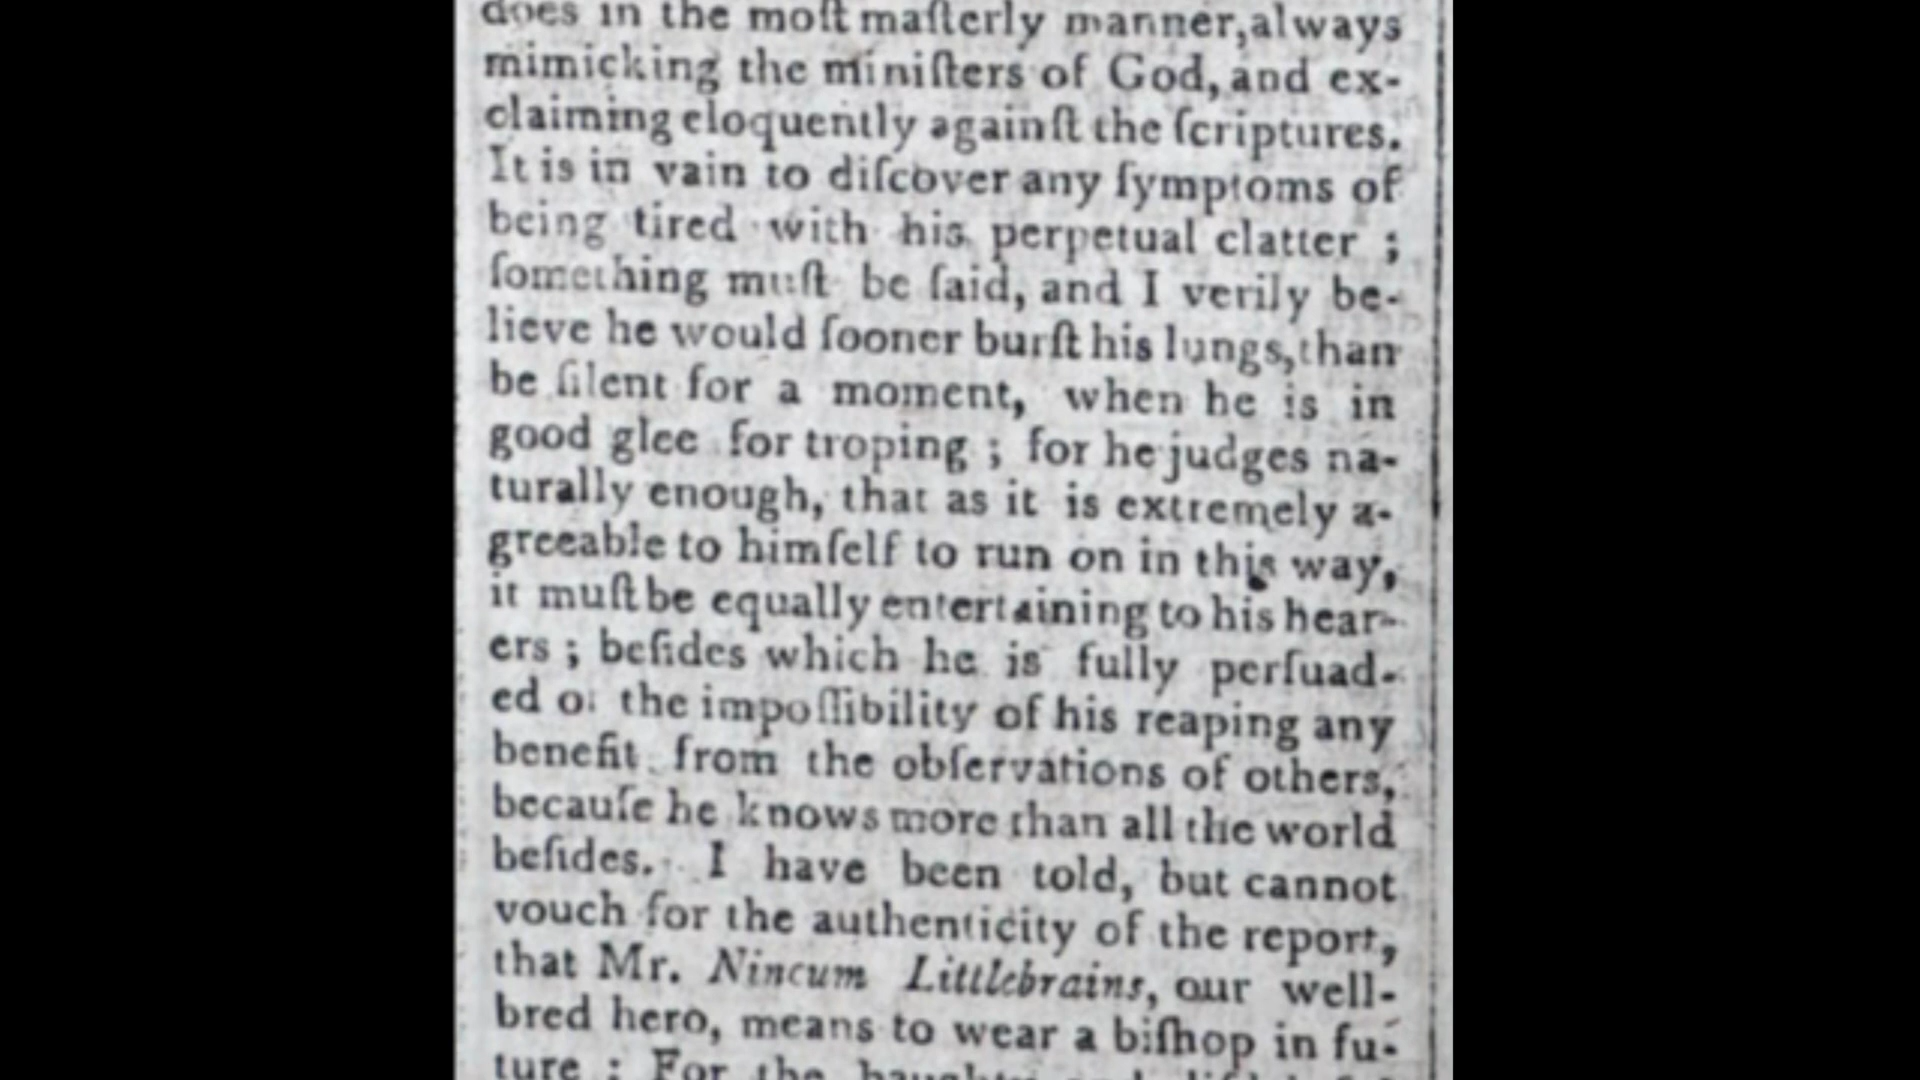 does in the moſt maſterly manner, always
mimicking the miniſters of God, and ex-
claiming eloquently againſt the ſcriptures.
It is in vain to diſcover any ſymptoms of
being tired with his perpetual clatter ;
ſomething muſt be ſaid, and I verily be-
lieve he would ſooner burſt his lungs, than
be ſilent for a moment, when he is in
good glee for troping ; for he judges na-
turally enough, that as it is extremely a-
greeable to himſelf to run on in this way,
it muſt be equally entertaining to his hear-
ers ; beſides which he is fully perſuad-
ed of the impoſſibility of his reaping any
benefit from the obſervations of others,
becauſe he knows more than all the world
beſides. I have been told, but cannot
vouch for the authenticity of the report,
that Mr. Nincum Littlebrains, our well-
bred hero, means to wear a biſhop in fu-
ture : For the